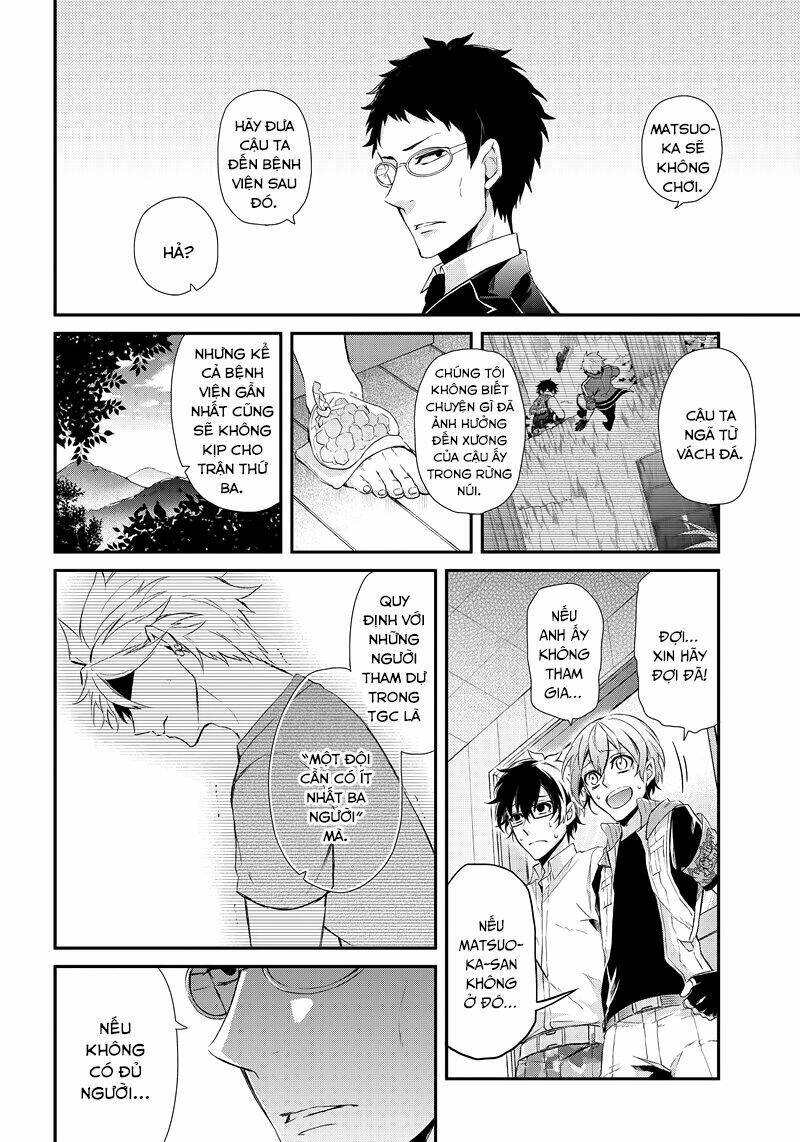 MATSUO-
KA SẼ
KHÔNG
CHƠI.
HÃY ĐƯA
CẬU TA
ĐẾN BỆNH
VIỆN SAU
ĐÓ.
HẢ?
CẬU TA
NGÃ TỪ
VÁCH ĐÁ.
CHÚNG TÔI
KHÔNG BIẾT
CHUYỆN GÌ ĐÃ
ẢNH HƯỞNG
ĐẾN XƯƠNG
CỦA CẬU ẤY
TRONG RỪNG
NÚI.
NHƯNG KỂ
CẢ BỆNH
VIỆN GẦN
NHẤT CŨNG
SẼ KHÔNG
KỊP CHO
TRẬN THỨ
BA.
ĐỢI...
XIN HÃY
ĐỢI ĐÃ!
NẾU
ANH ẤY
KHÔNG
THAM
GIA...
NẾU
MATSUO-
KA-SAN
KHÔNG
Ở ĐÓ...
QUY
ĐỊNH VỚI
NHỮNG
NGƯỜI
THAM DỰ
TRONG
TGC LÀ
"MỘT ĐỘI
CẦN CÓ ÍT
NHẤT BA
NGƯỜI"
MÀ.
NẾU
KHÔNG
CÓ ĐỦ
NGƯỜI...